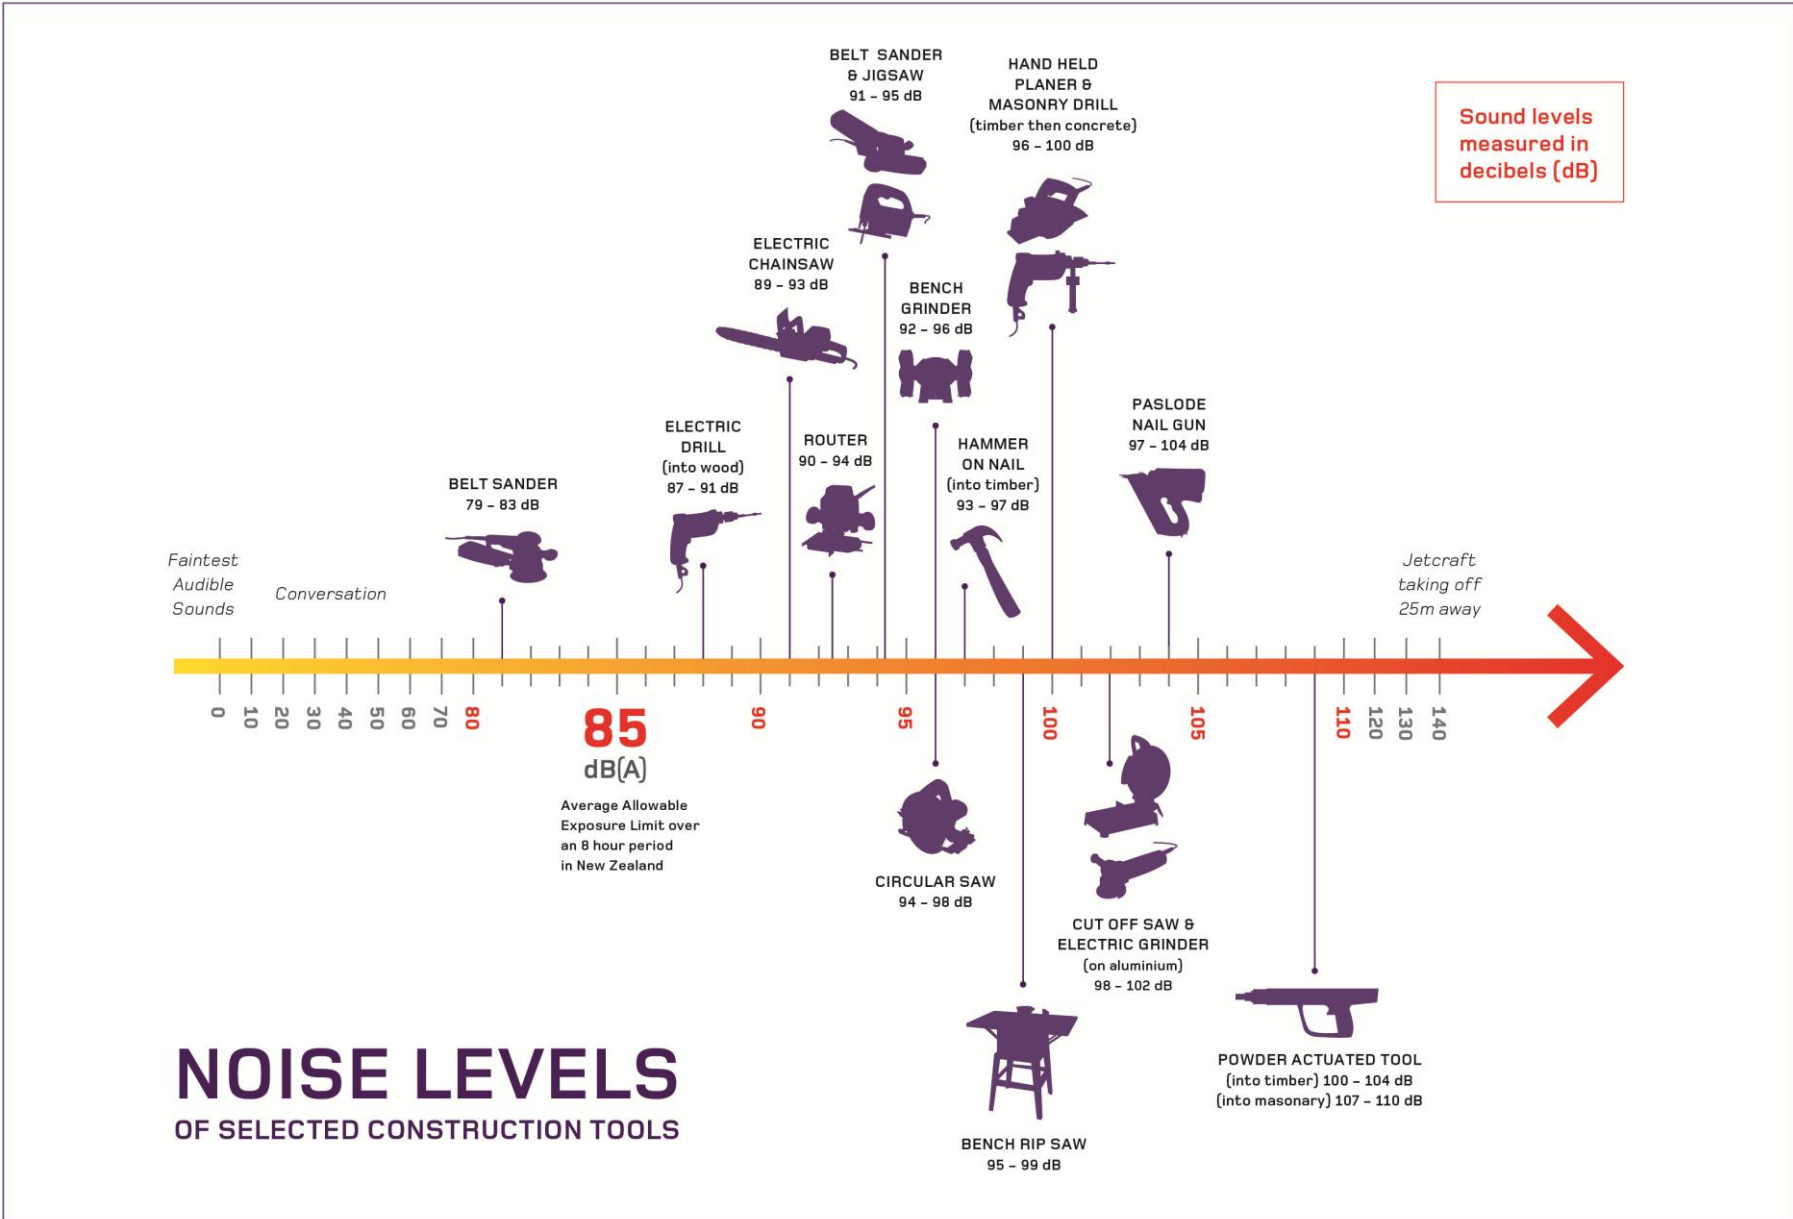 BELT SANDER
& JIGSAW
91 – 95 dB
HAND HELD
PLANER &
MASONRY DRILL
(timber then concrete)
96 – 100 dB
Sound levels
measured in
decibels (dB)
ELECTRIC
CHAINSAW
89 – 93 dB
BENCH
GRINDER
92 – 96 dB
PASLODE
NAIL GUN
97 – 104 dB
ELECTRIC
DRILL
(into wood)
87 – 91 dB
ROUTER
90 – 94 dB
HAMMER
ON NAIL
(into timber)
93 – 97 dB
BELT SANDER
79 – 83 dB
Faintest
Audible
Sounds
Conversation
Jetcraft
taking off
25m away
0
10
20
30
40
50
60
70
80
85
dB(A)
90
95
100
105
110
120
130
140
Average Allowable
Exposure Limit over
an 8 hour period
in New Zealand
CIRCULAR SAW
94 – 98 dB
CUT OFF SAW &
ELECTRIC GRINDER
(on aluminium)
98 – 102 dB
POWDER ACTUATED TOOL
(into timber) 100 – 104 dB
(into masonary) 107 – 110 dB
BENCH RIP SAW
95 – 99 dB
NOISE LEVELS
OF SELECTED CONSTRUCTION TOOLS